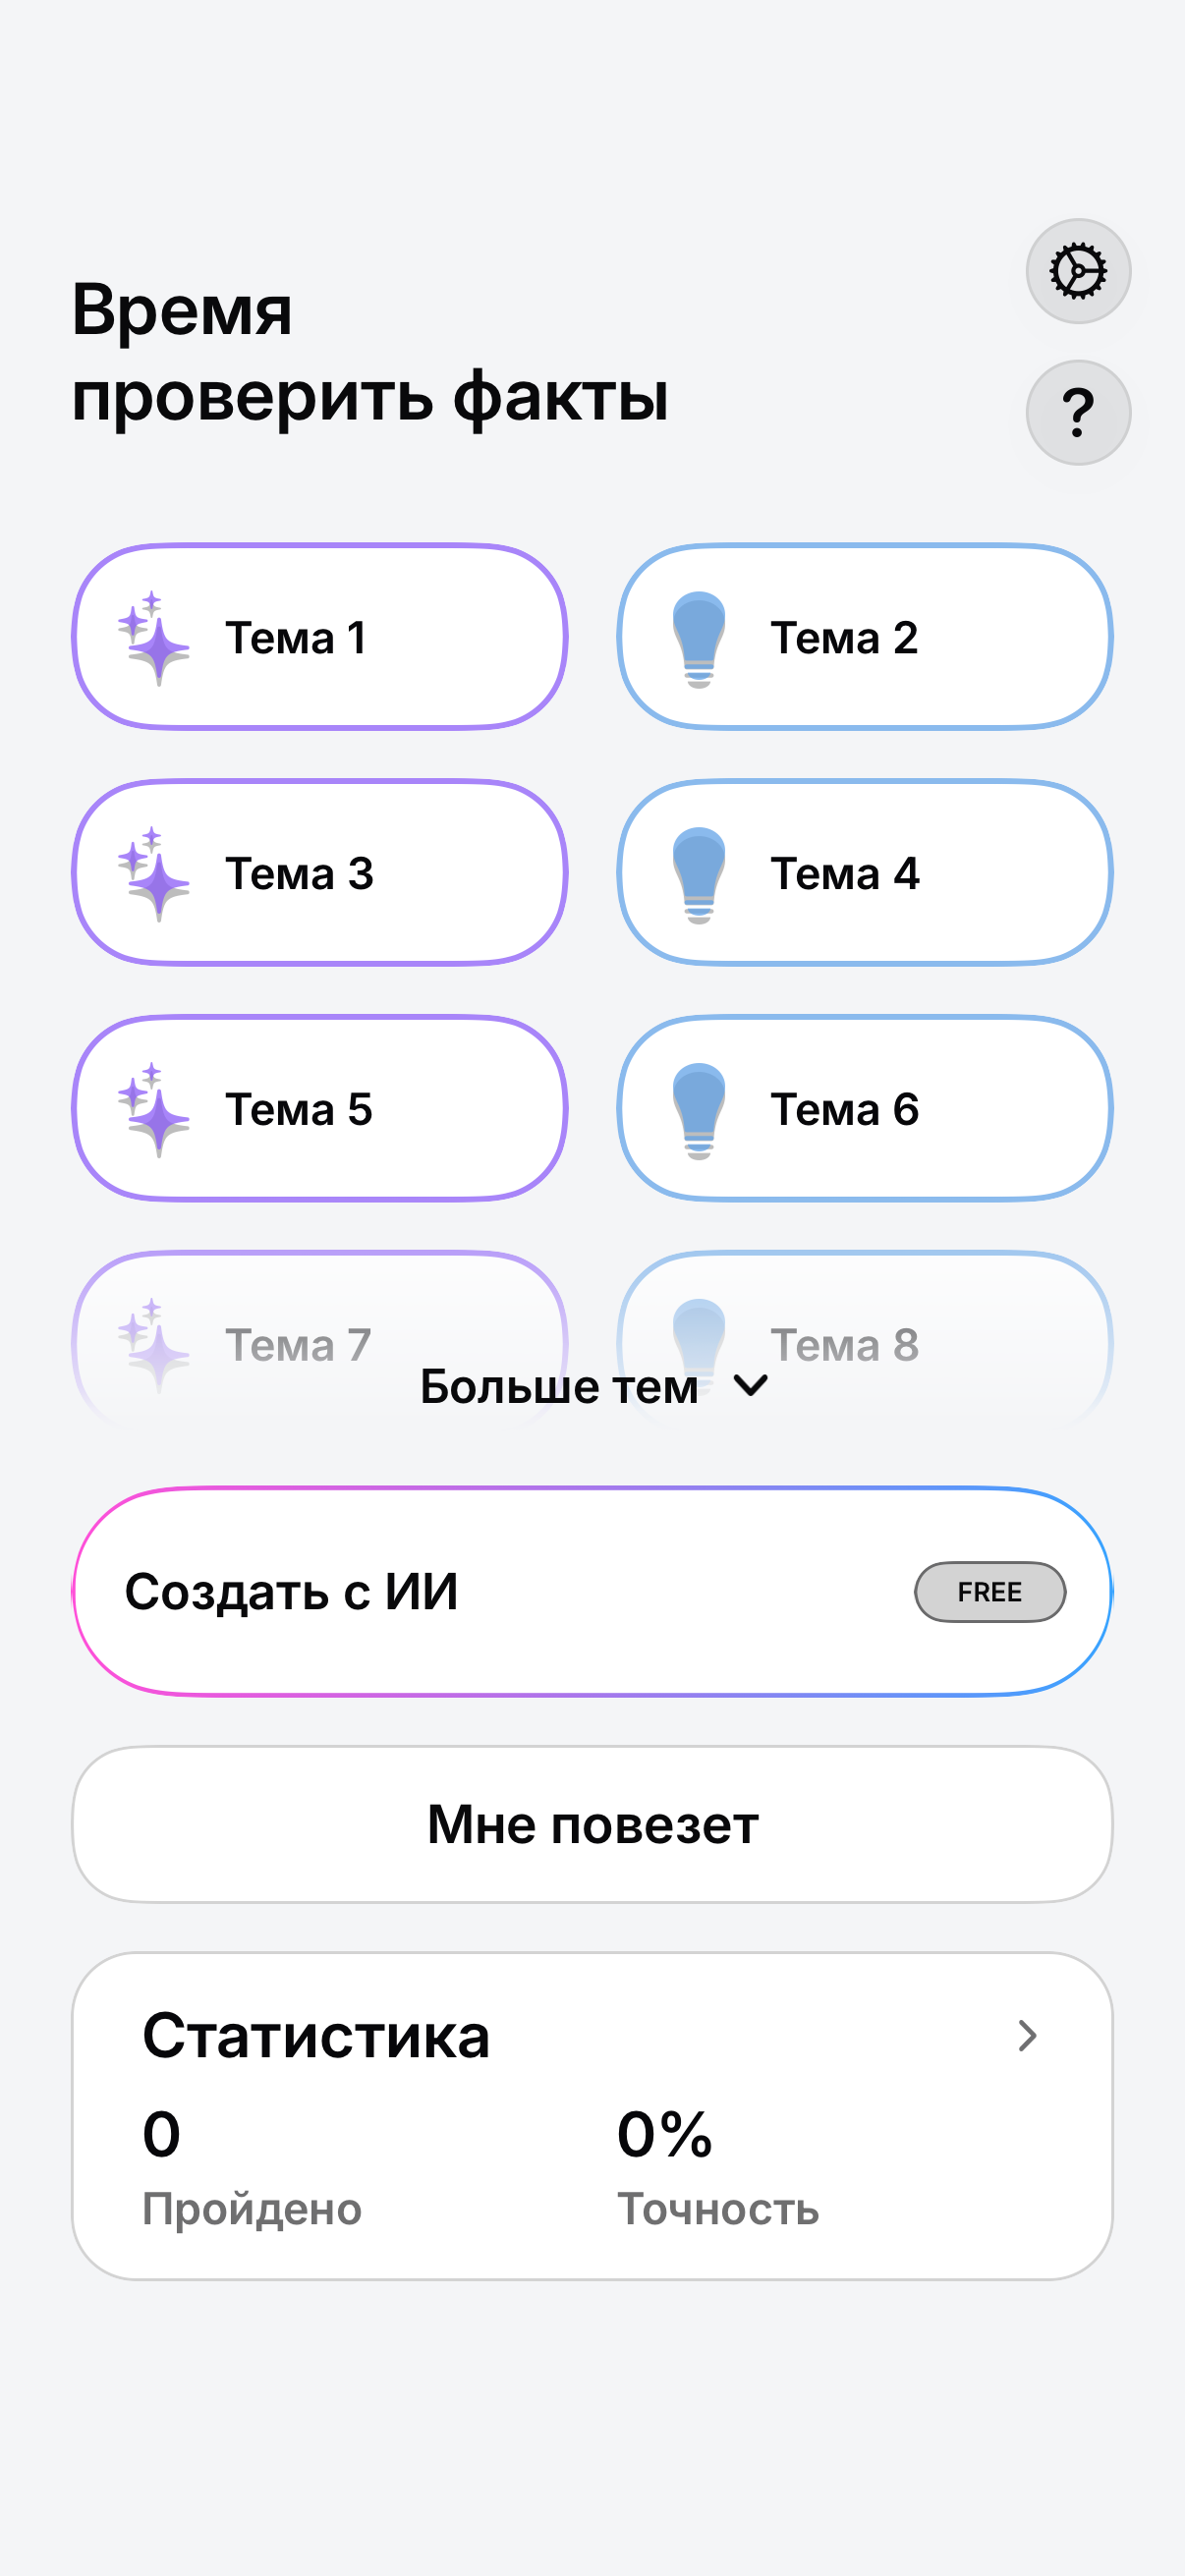 Время
проверить факты
?
Тема 1
Тема 2
Тема 3
Тема 4
Тема 5
Тема 6
Тема 7
Тема 8
Больше тем
Создать с ИИ
FREE
Мне повезет
Статистика
0
0%
Пройдено
Точность